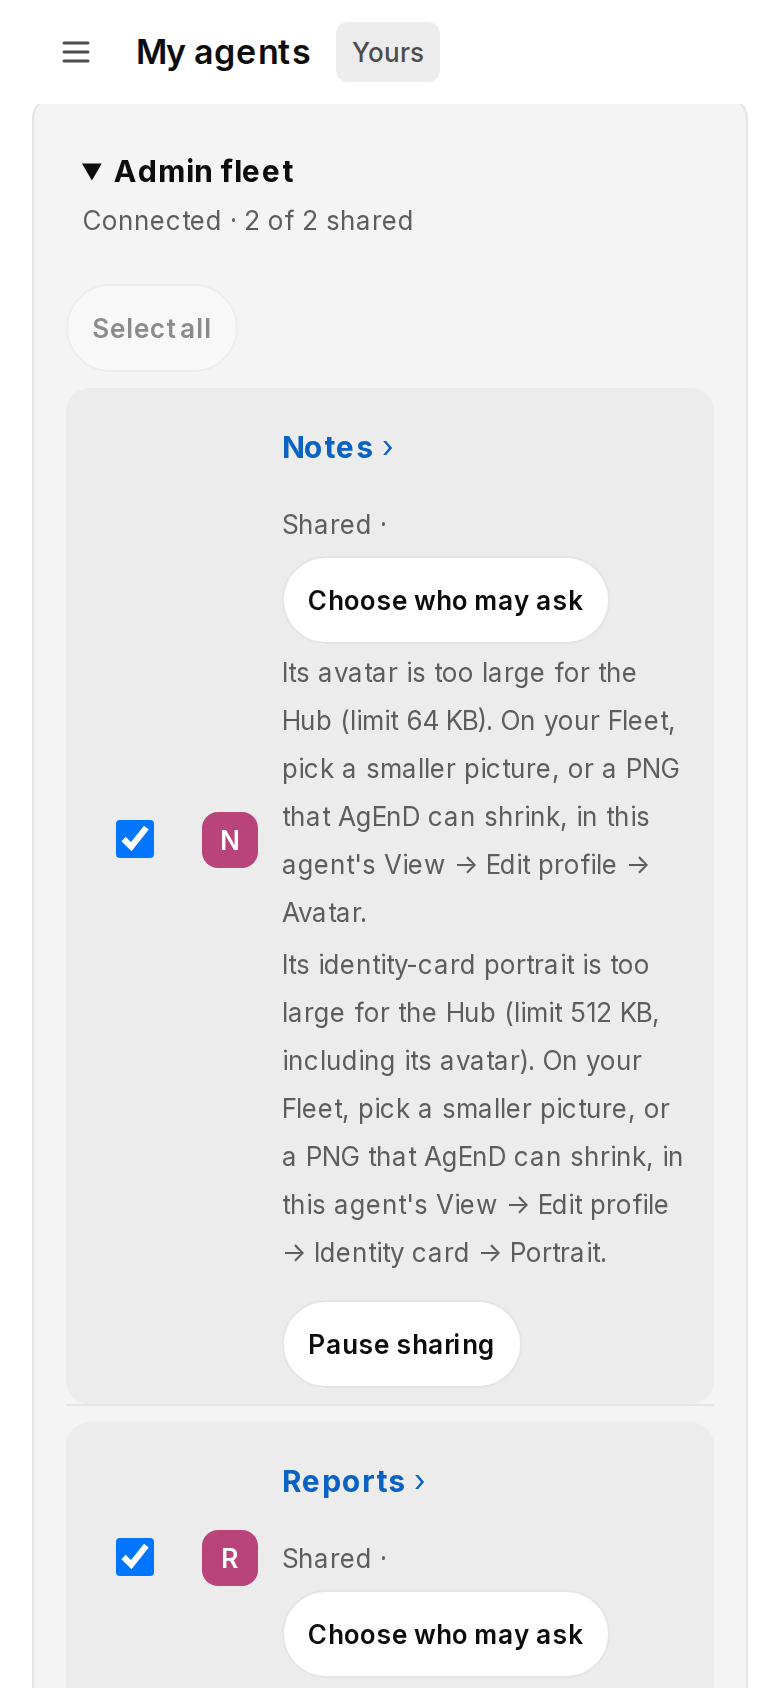 My agents Yours
▼ Admin fleet
Connected · 2 of 2 shared
Select all
Notes ›
Shared ·
Choose who may ask
Its avatar is too large for the
Hub (limit 64 KB). On your Fleet,
pick a smaller picture, or a PNG
that AgEnD can shrink, in this
agent's View → Edit profile →
Avatar.
N
Its identity-card portrait is too
large for the Hub (limit 512 KB,
including its avatar). On your
Fleet, pick a smaller picture, or
a PNG that AgEnD can shrink, in
this agent's View → Edit profile
→ Identity card → Portrait.
Pause sharing
Reports ›
R
Shared ·
Choose who may ask